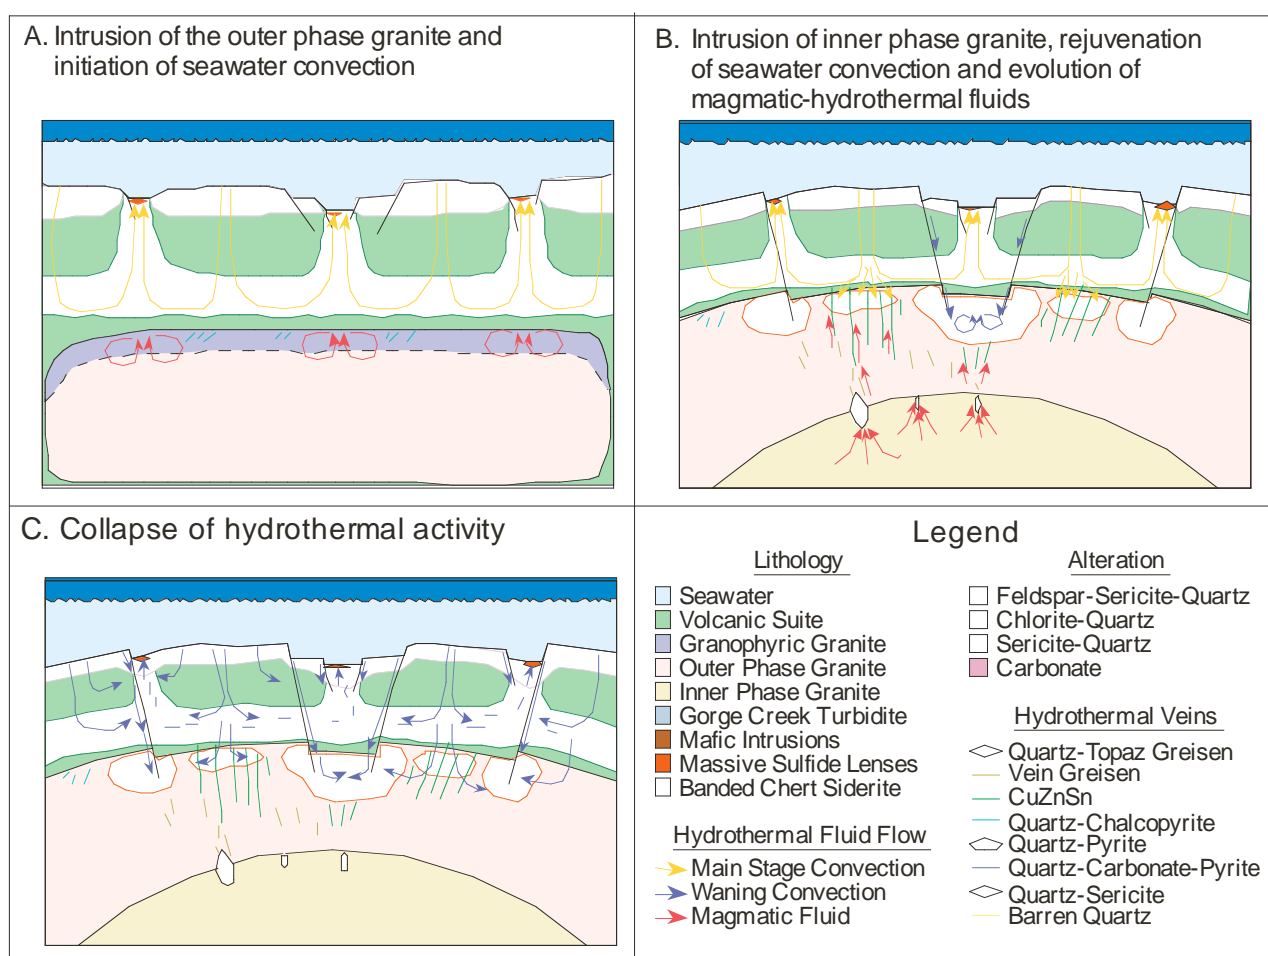 A. Intrusion of the outer phase granite and
initiation of seawater convection
B. Intrusion of inner phase granite, rejuvenation
of seawater convection and evolution of
magmatic-hydrothermal fluids
C. Collapse of hydrothermal activity
Legend
Lithology
Seawater
Volcanic Suite
Granophyric Granite
Outer Phase Granite
Inner Phase Granite
Gorge Creek Turbidite
Mafic Intrusions
Massive Sulfide Lenses
Banded Chert Siderite
Hydrothermal Fluid Flow
Main Stage Convection
Waning Convection
Magmatic Fluid
Alteration
Feldspar-Sericite-Quartz
Chlorite-Quartz
Sericite-Quartz
Carbonate
Hydrothermal Veins
Quartz-Topaz Greisen
Vein Greisen
CuZnSn
Quartz-Chalcopyrite
Quartz-Pyrite
Quartz-Carbonate-Pyrite
Quartz-Sericite
Barren Quartz